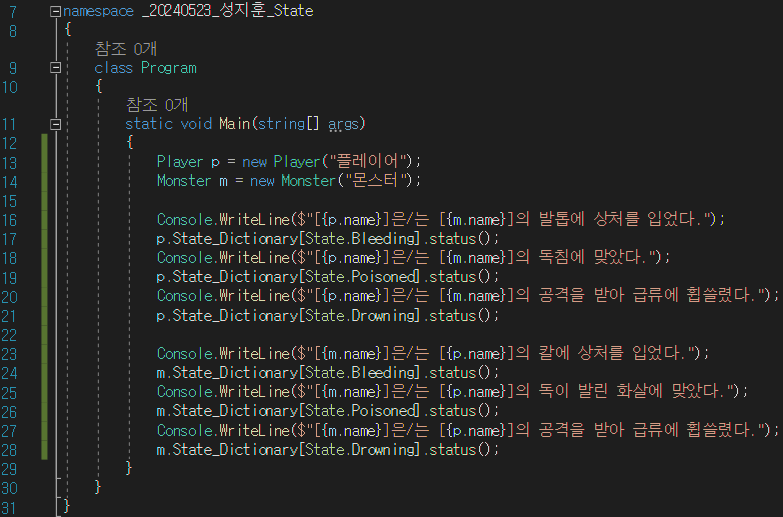 7 namespace _20240523_성지훈_State
8 {
참조 0개
9 class Program
10 {
참조 0개
11 static void Main(string[] args)
12 {
13 Player p = new Player("플레이어");
14 Monster m = new Monster("몬스터");
15
16 Console.WriteLine($"[{p.name}]은/는 [{m.name}]의 발톱에 상처를 입었다.");
17 p.State_Dictionary[State.Bleeding].status();
18 Console.WriteLine($"[{p.name}]은/는 [{m.name}]의 독침에 맞았다.");
19 p.State_Dictionary[State.Poisoned].status();
20 Console.WriteLine($"[{p.name}]은/는 [{m.name}]의 공격을 받아 급류에 휩쓸렸다.");
21 p.State_Dictionary[State.Drowning].status();
22
23 Console.WriteLine($"[{m.name}]은/는 [{p.name}]의 칼에 상처를 입었다.");
24 m.State_Dictionary[State.Bleeding].status();
25 Console.WriteLine($"[{m.name}]은/는 [{p.name}]의 독이 발린 화살에 맞았다.");
26 m.State_Dictionary[State.Poisoned].status();
27 Console.WriteLine($"[{m.name}]은/는 [{p.name}]의 공격을 받아 급류에 휩쓸렸다.");
28 m.State_Dictionary[State.Drowning].status();
29 }
30 }
31 }